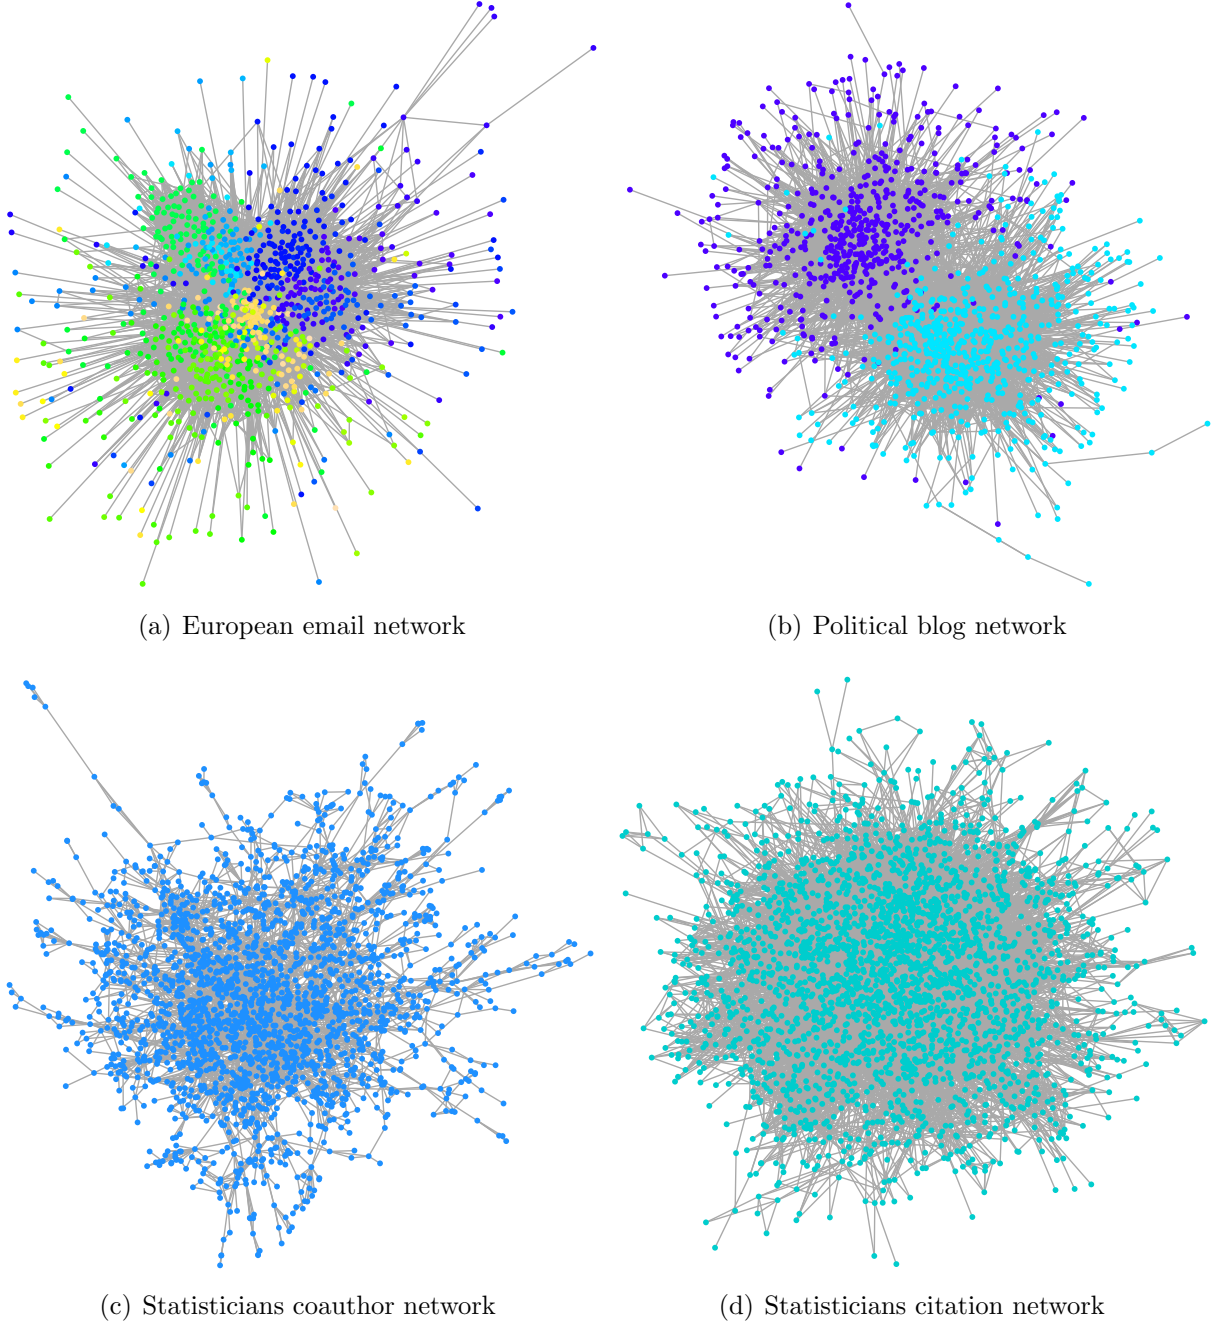 (a) European email network
(b) Political blog network
(c) Statisticians coauthor network
(d) Statisticians citation network